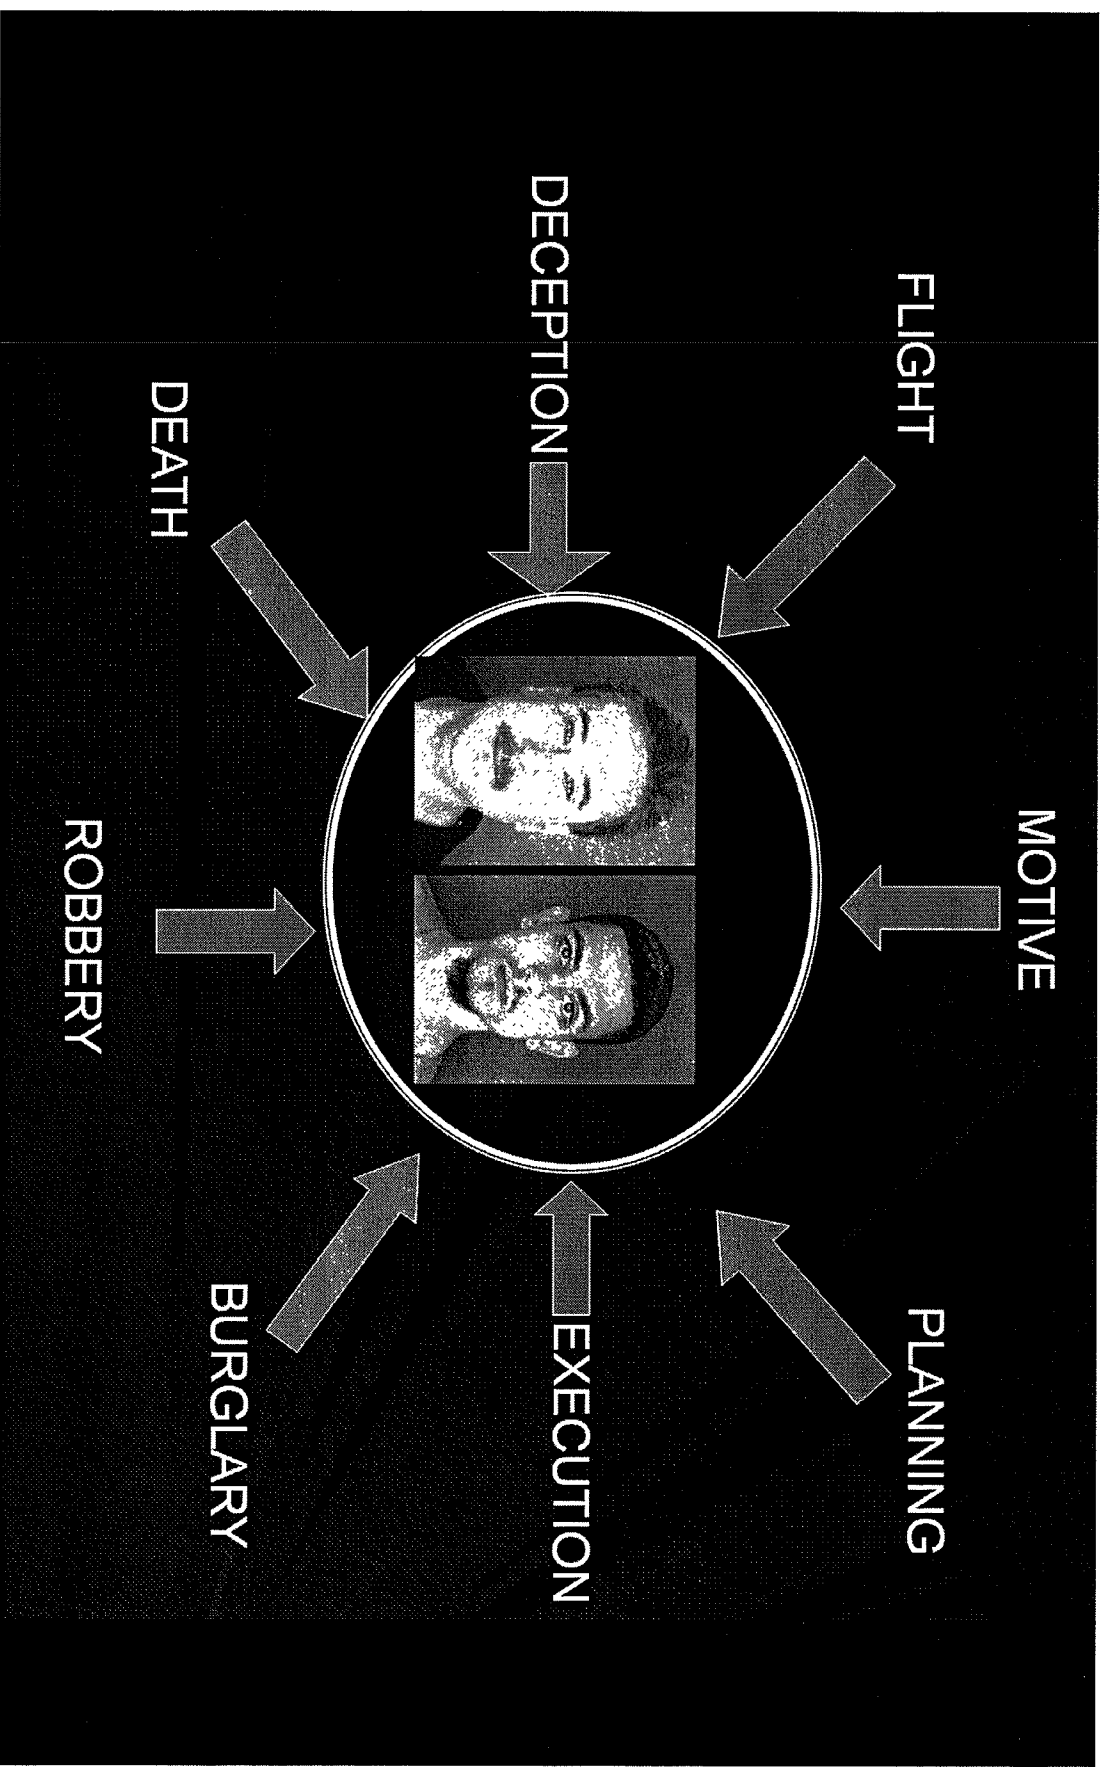 MOTIVE
PLANNING
EXECUTION
BURGLARY
ROBBERY
DEATH
DECEPTION
FLIGHT